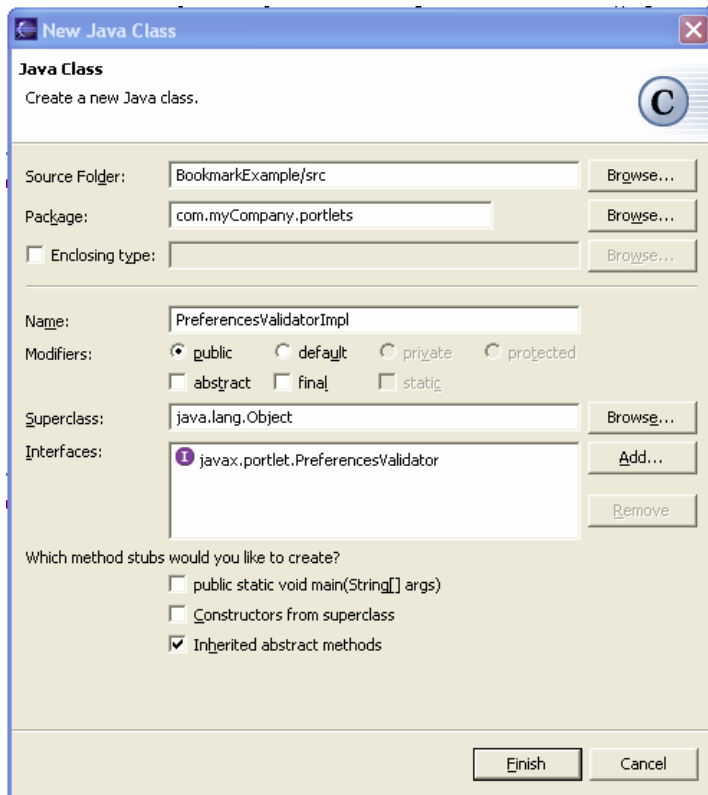 New Java Class
Java Class
Create a new Java class.
C
Source Folder: BookmarkExample/src Browse...
Package: com.myCompany.portlets Browse...
Enclosing type: Browse...
Name: PreferencesValidatorImpl
Modifiers: public default private protected
abstract final static
Superclass: java.lang.Object Browse...
Interfaces: I javax.portlet.PreferencesValidator Add...
Remove
Which method stubs would you like to create?
public static void main(String[] args)
Constructors from superclass
Inherited abstract methods
Finish Cancel